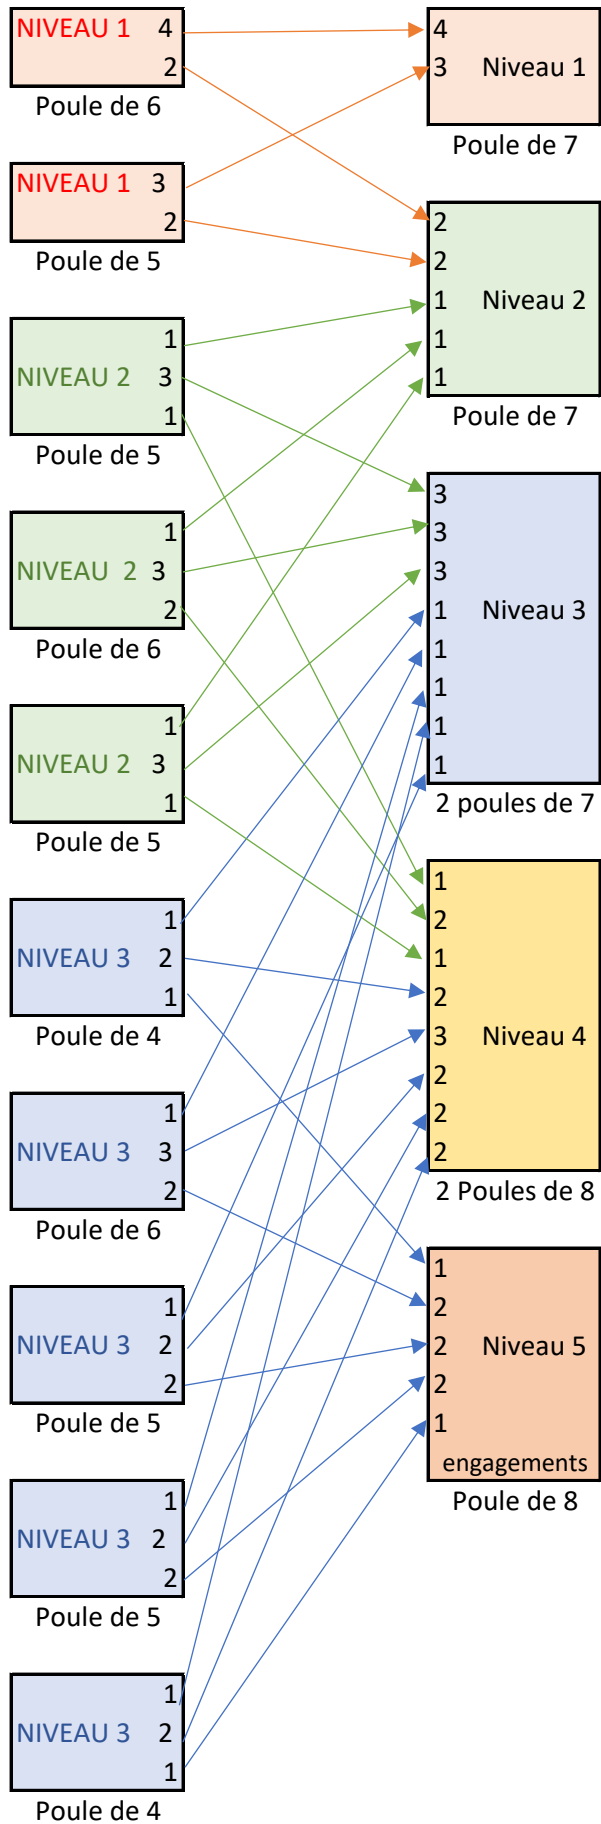 NIVEAU 1 4
2
Poule de 6
NIVEAU 1 3
2
Poule de 5
1
NIVEAU 2 3
1
Poule de 5
1
NIVEAU 2 3
2
Poule de 6
1
NIVEAU 2 3
1
Poule de 5
1
NIVEAU 3 2
1
Poule de 4
1
NIVEAU 3 3
2
Poule de 6
1
NIVEAU 3 2
2
Poule de 5
1
NIVEAU 3 2
2
Poule de 5
1
NIVEAU 3 2
1
Poule de 4
4
3 Niveau 1
Poule de 7
2
2
1 Niveau 2
1
1
Poule de 7
3
3
3
1 Niveau 3
1
1
1
1
2 poules de 7
1
2
1
2
3 Niveau 4
2
2
2
2 Poules de 8
1
2
2 Niveau 5
2
1
engagements
Poule de 8